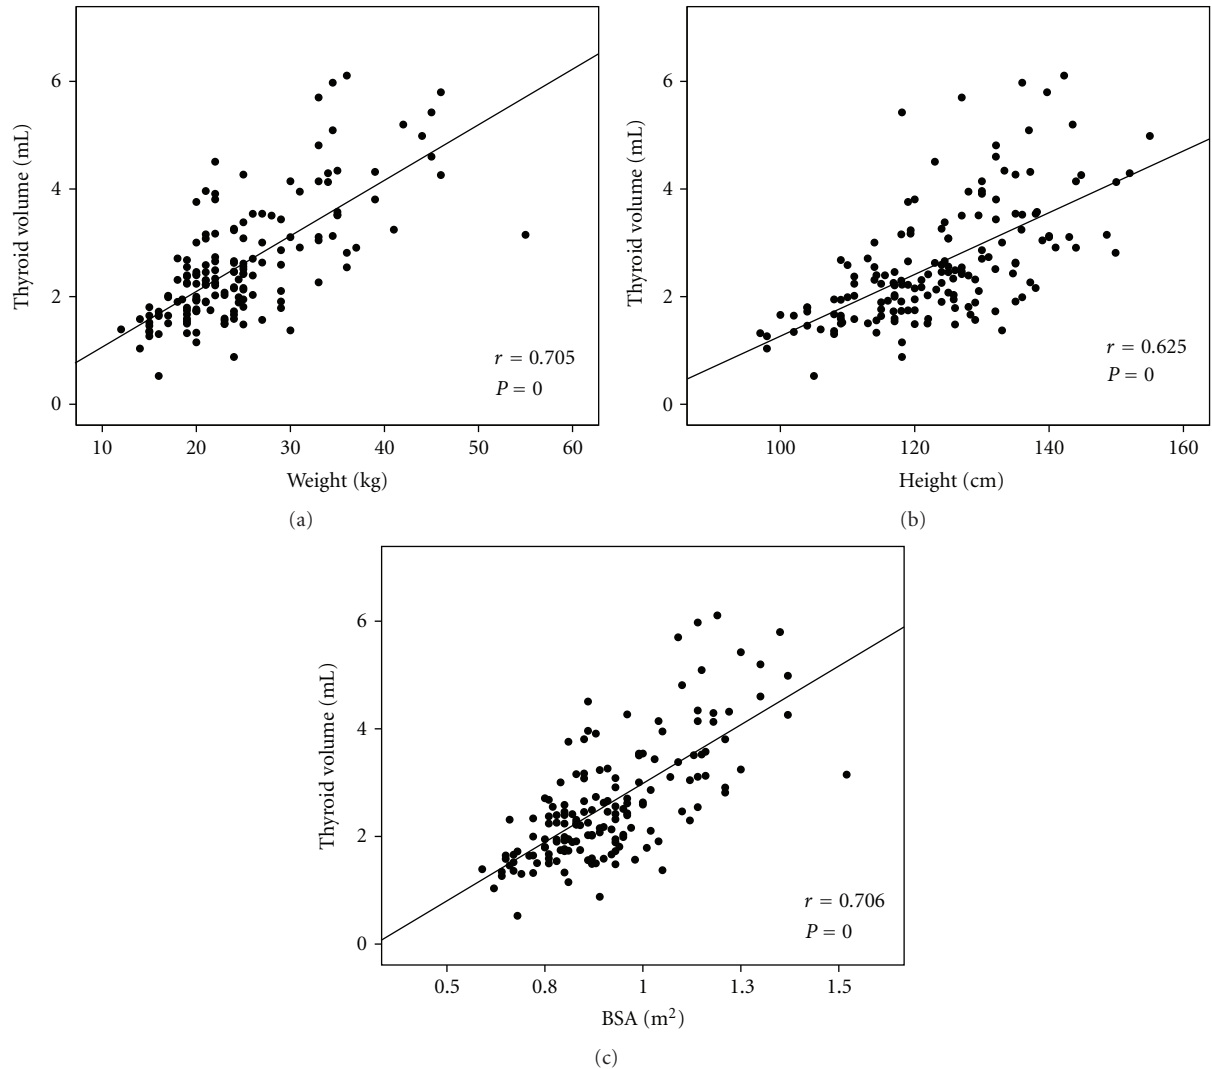 6
4
2
0
Thyroid volume (mL)
r = 0.705
P = 0
10 20 30 40 50 60
Weight (kg)
(a)
6
4
2
0
Thyroid volume (mL)
r = 0.625
P = 0
100 120 140 160
Height (cm)
(b)
6
4
2
0
Thyroid volume (mL)
r = 0.706
P = 0
0.5 0.8 1 1.3 1.5
BSA (m²)
(c)